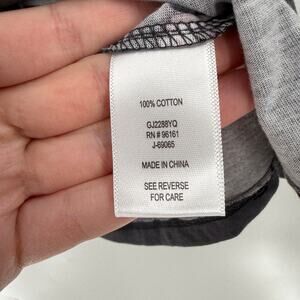 100% COTTON
GJ2288YQ
RN # 96161
J-69065
MADE IN CHINA
SEE REVERSE
FOR CARE